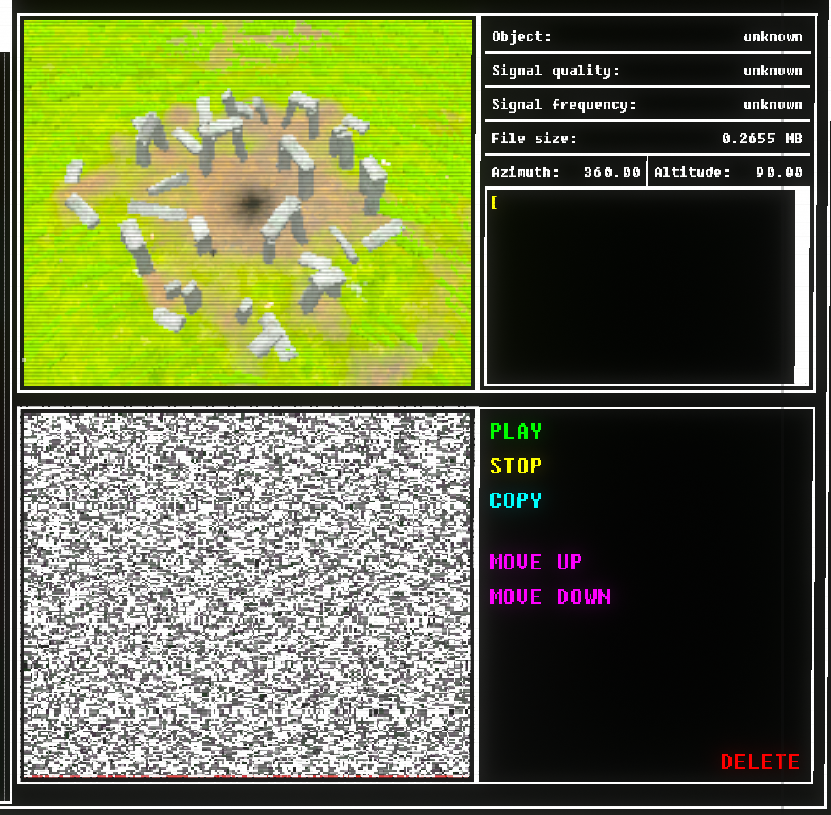 Object: unknown
Signal quality: unknown
Signal frequency: unknown
File size: 0.2655 MB
Azimuth: 360.00 Altitude: 90.00
[
PLAY
STOP
COPY
MOVE UP
MOVE DOWN
DELETE